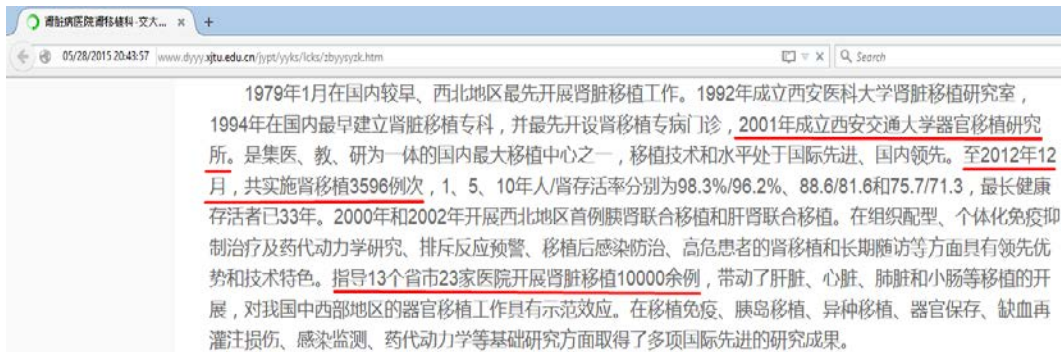 肾脏病医院肾移植科-交大...
05/28/2015 20:43:57 www.dyyy.xjtu.edu.cn/jypt/yyks/lcks/zbyysyzk.htm Search
1979年1月在国内较早、西北地区最先开展肾脏移植工作。1992年成立西安医科大学肾脏移植研究室，
1994年在国内最早建立肾脏移植专科，并最先开设肾移植专病门诊，2001年成立西安交通大学器官移植研究
所。是集医、教、研为一体的国内最大移植中心之一，移植技术和水平处于国际先进、国内领先。至2012年12
月，共实施肾移植3596例次，1、5、10年人/肾存活率分别为98.3%/96.2%、88.6/81.6和75.7/71.3，最长健康
存活者已33年。2000年和2002年开展西北地区首例胰肾联合移植和肝肾联合移植。在组织配型、个体化免疫抑
制治疗及药代动力学研究、排斥反应预警、移植后感染防治、高危患者的肾移植和长期随访等方面具有领先优
势和技术特色。指导13个省市23家医院开展肾脏移植10000余例，带动了肝脏、心脏、肺脏和小肠等移植的开
展，对我国中西部地区的器官移植工作具有示范效应。在移植免疫、胰岛移植、异种移植、器官保存、缺血再
灌注损伤、感染监测、药代动力学等基础研究方面取得了多项国际先进的研究成果。